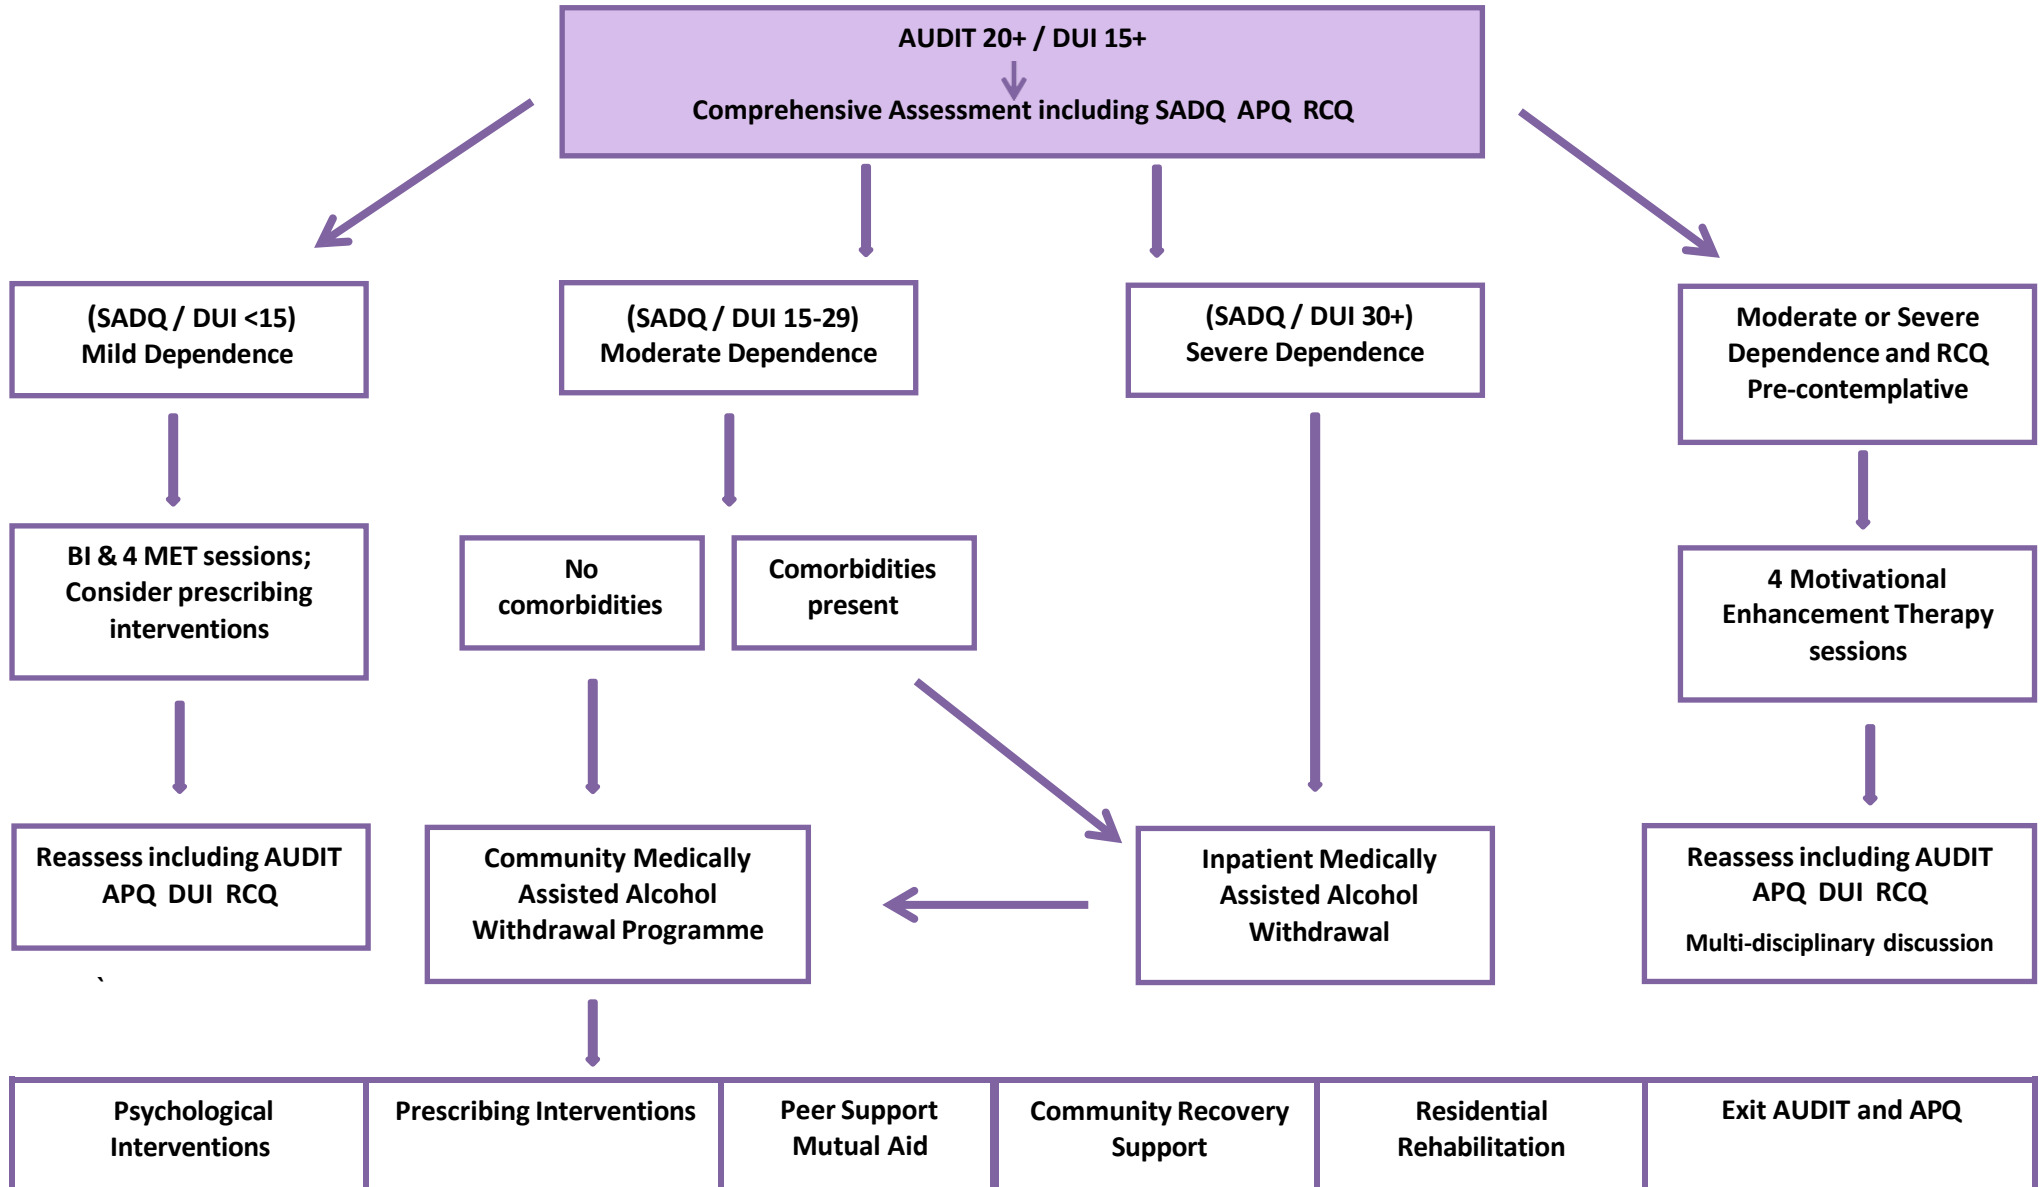 AUDIT 20+ / DUI 15+
Comprehensive Assessment including SADQ APQ RCQ
(SADQ / DUI <15)
Mild Dependence
(SADQ / DUI 15-29)
Moderate Dependence
(SADQ / DUI 30+)
Severe Dependence
Moderate or Severe
Dependence and RCQ
Pre-contemplative
BI & 4 MET sessions;
Consider prescribing
interventions
No
comorbidities
Comorbidities
present
4 Motivational
Enhancement Therapy
sessions
Reassess including AUDIT
APQ DUI RCQ
`
Community Medically
Assisted Alcohol
Withdrawal Programme
Inpatient Medically
Assisted Alcohol
Withdrawal
Reassess including AUDIT
APQ DUI RCQ
Multi-disciplinary discussion
Psychological
Interventions
Prescribing Interventions
Peer Support
Mutual Aid
Community Recovery
Support
Residential
Rehabilitation
Exit AUDIT and APQ